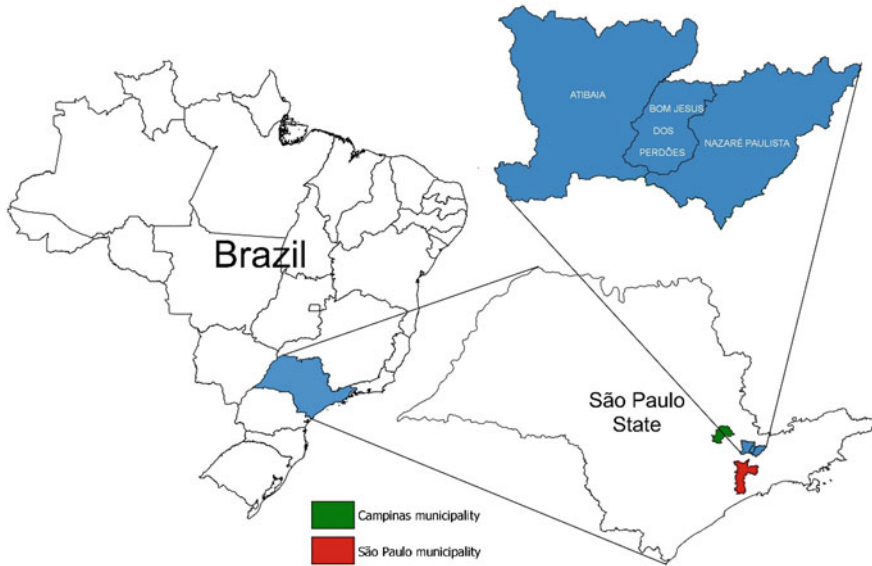 ATIBAIA
BOM JESUS
DOS
PERDÕES
NAZARÉ PAULISTA
Brazil
São Paulo
State
Campinas municipality
São Paulo municipality